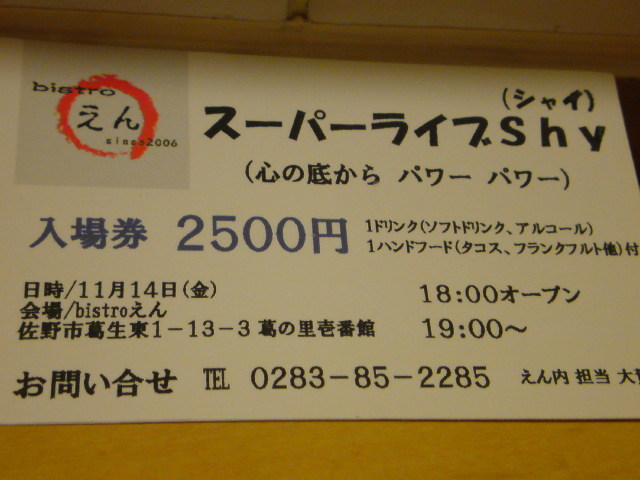 bistro
えん
since2006
(シャイ)
スーパーライブShy
(心の底から パワー パワー)
入場券 2500円
1ドリンク(ソフトドリンク、アルコール)
1ハンドフード(タコス、フランクフルト他)付
日時/11月14日(金)
会場/bistroえん
佐野市葛生東1-13-3 葛の里壱番館
18:00オープン
19:00～
お問い合せ TEL 0283-85-2285 えん内 担当 大